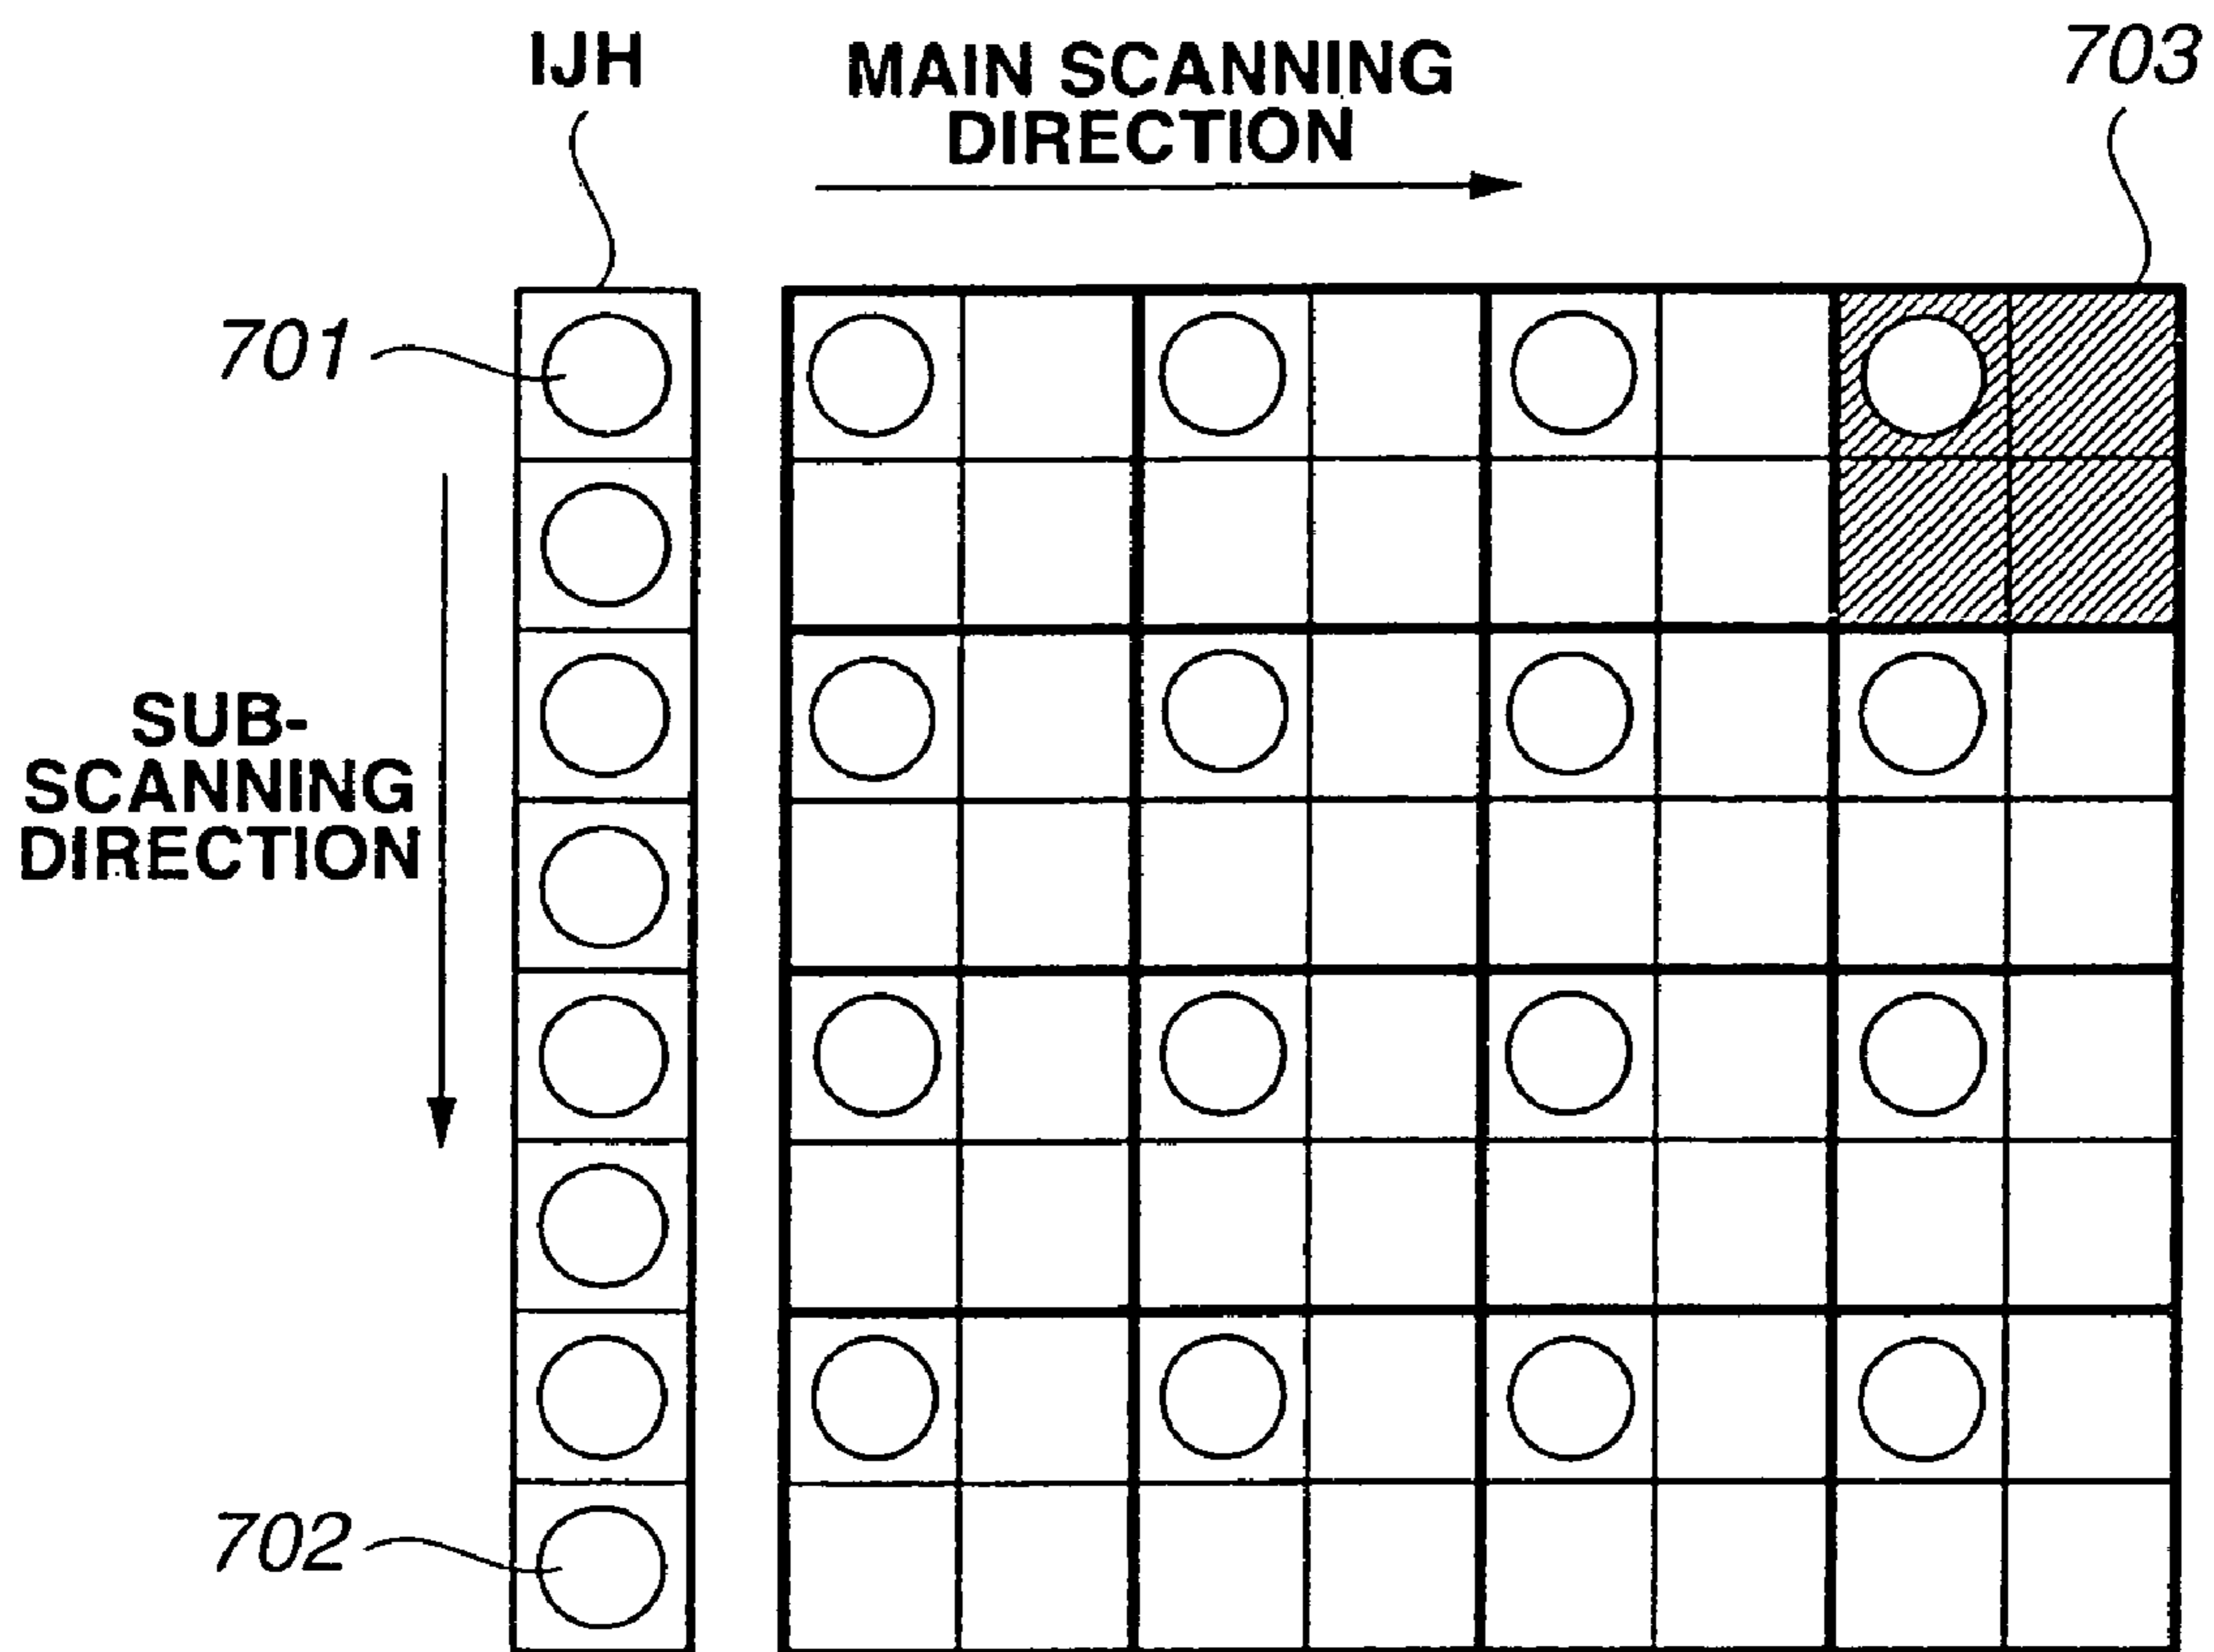 IJH
MAIN SCANNING
DIRECTION
703
701
SUB-
SCANNING
DIRECTION
702